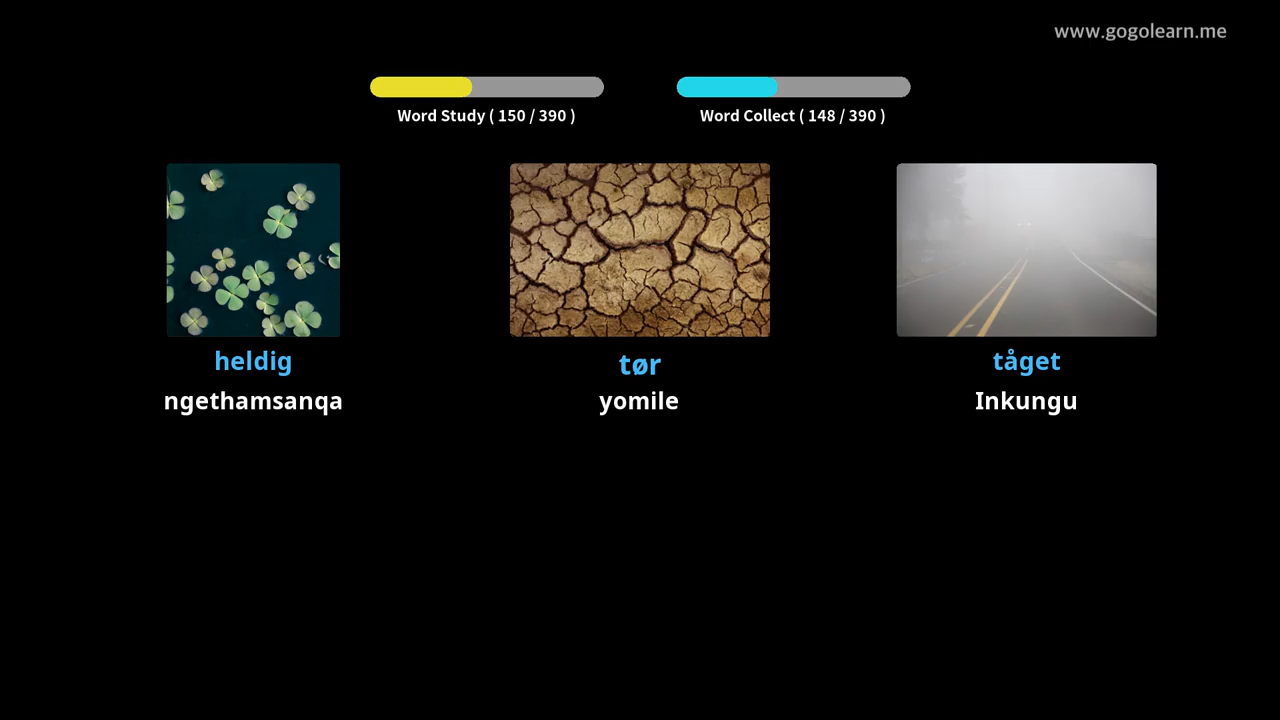 www.gogolearn.me
Word Study ( 150 / 390 )
Word Collect ( 148 / 390 )
heldig
tør
tåget
ngethamsanqa
yomile
Inkungu